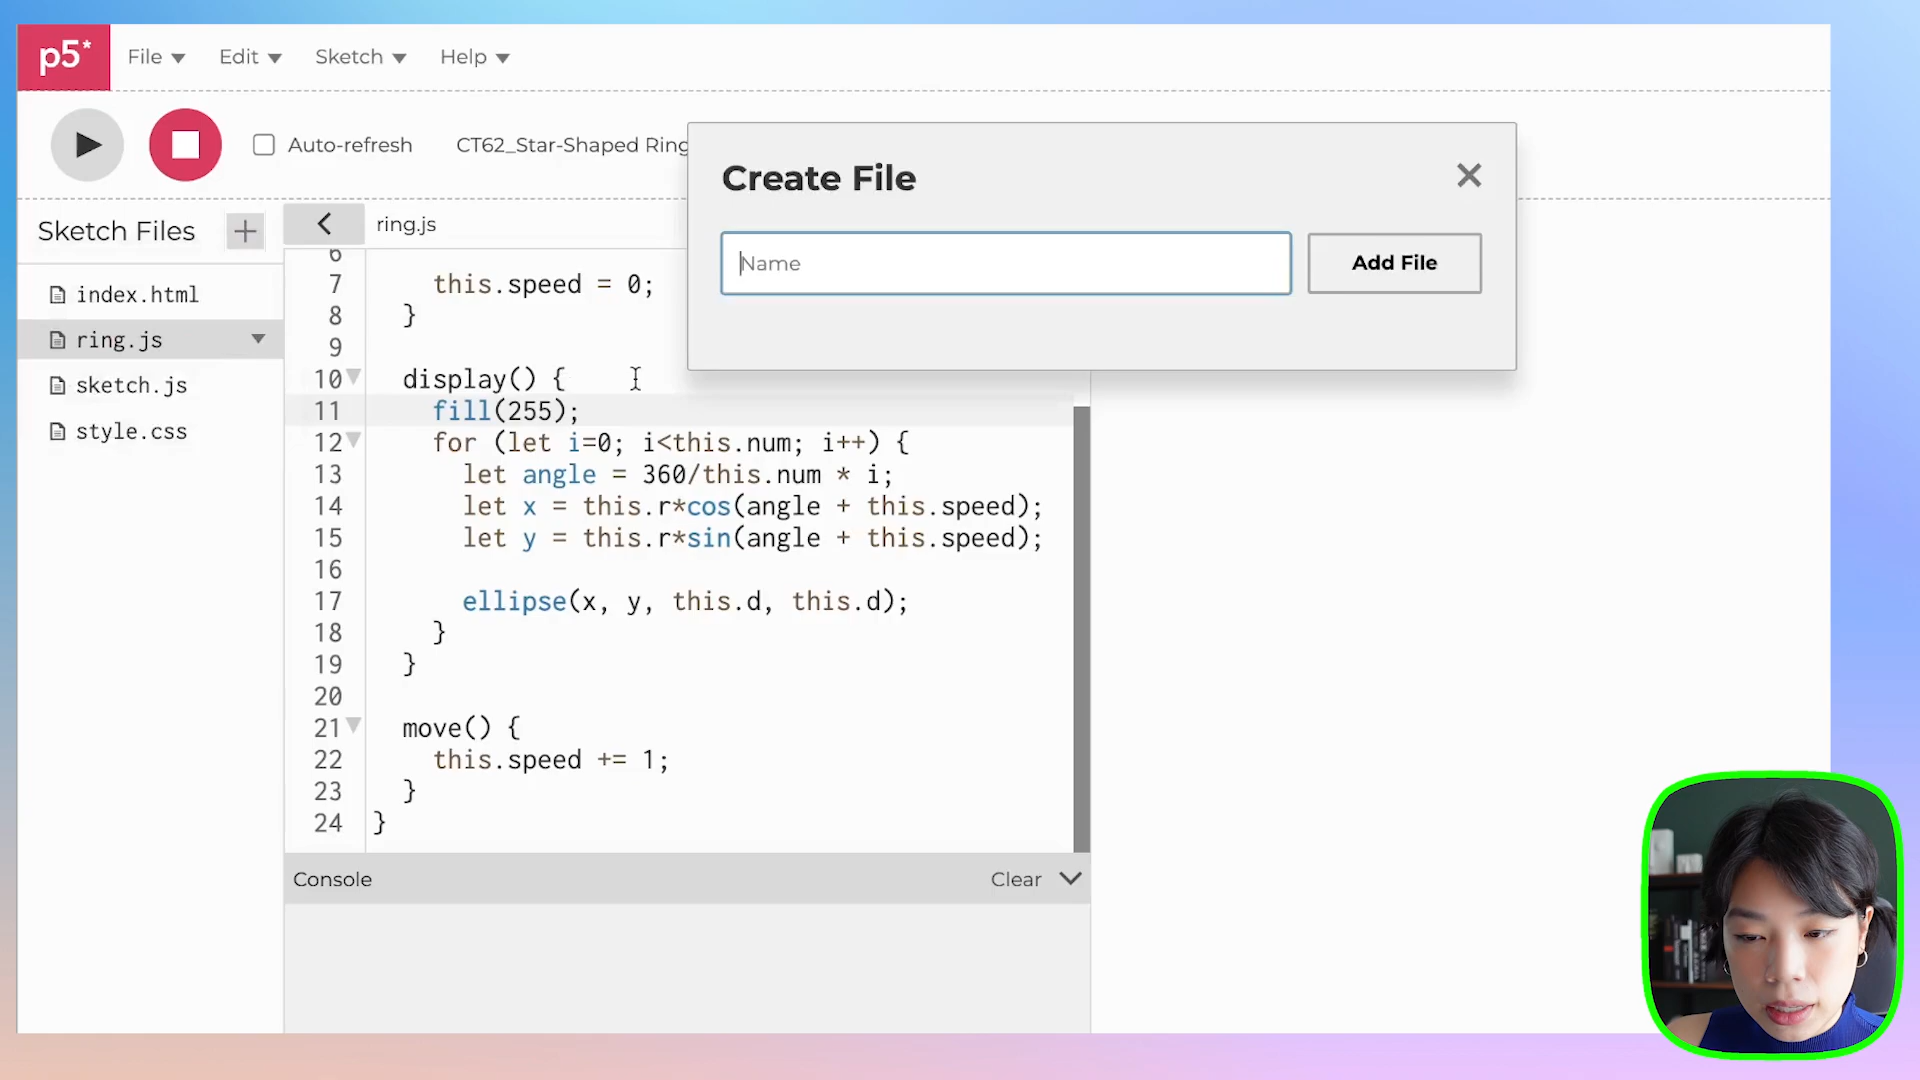 p5*
File
Edit
Sketch
Help
Auto-refresh
CT62_Star-Shaped Ring
Create File
Name
Add File
Sketch Files
ring.js
index.html
ring.js
sketch.js
style.css
6
7 this.speed = 0;
8 }
9
10 display() {
11 fill(255);
12 for (let i=0; i<this.num; i++) {
13 let angle = 360/this.num * i;
14 let x = this.r*cos(angle + this.speed);
15 let y = this.r*sin(angle + this.speed);
16
17 ellipse(x, y, this.d, this.d);
18 }
19 }
20
21 move() {
22 this.speed += 1;
23 }
24 }
Console
Clear